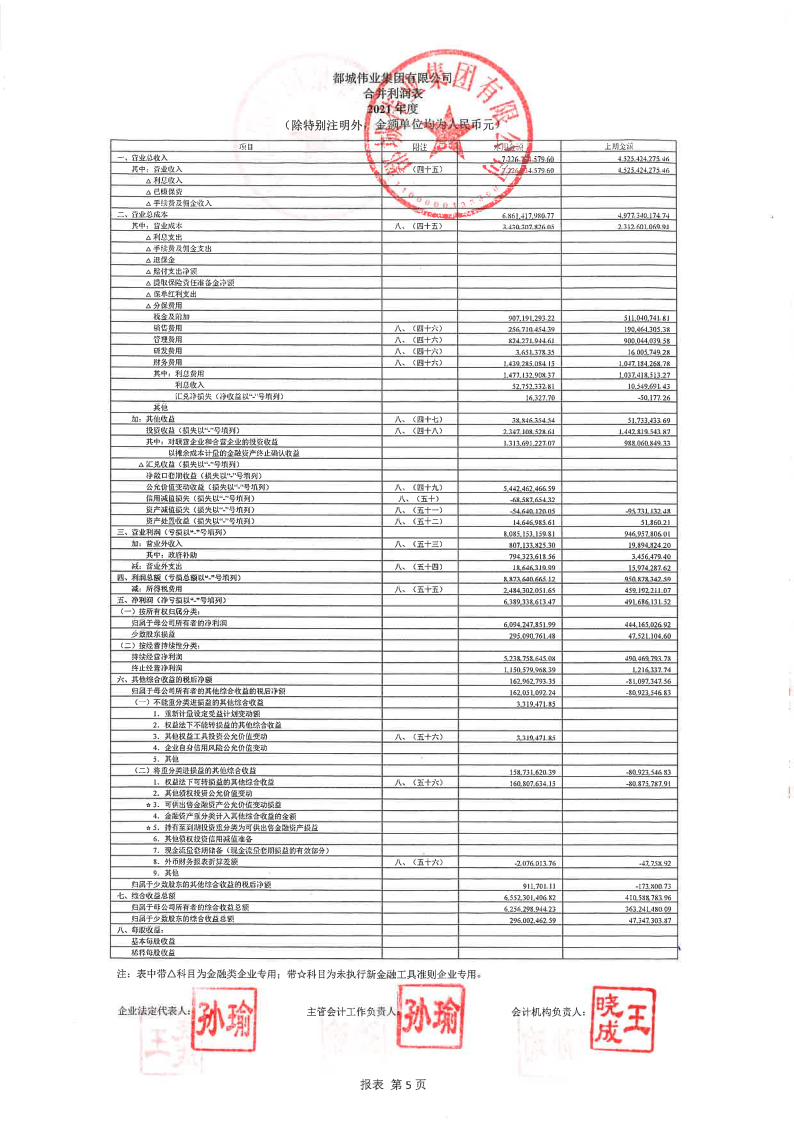 都城伟业集团有限公司
合并利润表
2021年度
（除特别注明外，金额单位均为人民币元）
项目 附注 本期金额 上期金额
一、营业总收入 7,226, 579.60 4,525,424,275.46
其中：营业收入 （四十五） 4,525,424,275.46
△利息收入
△已赚保费
△手续费及佣金收入
二、营业总成本 6,861,417,980.77 4,977,340,174.74
其中：营业成本 八、（四十五） 3,430,307,826.05 2,312,601,069.91
△利息支出
△手续费及佣金支出
△退保金
△赔付支出净额
△提取保险责任准备金净额
△保单红利支出
△分保费用
税金及附加 907,191,293.22 511,040,741.81
销售费用 八、（四十六） 256,710,454.39 190,464,305.38
管理费用 八、（四十六） 824,271,944.61 900,044,039.58
研发费用 八、（四十六） 3,651,378.35 16,005,749.28
财务费用 八、（四十六） 1,439,285,084.15 1,047,184,268.78
其中：利息费用 1,477,132,908.37 1,037,418,513.27
利息收入 52,752,332.81 10,549,691.43
汇兑净损失（净收益以"-"号填列） 16,327.70 -50,177.26
其他
加：其他收益 八、（四十七） 38,846,354.54 51,733,433.69
投资收益（损失以"-"号填列） 八、（四十八） 2,347,108,528.61 1,442,819,543.87
其中：对联营企业和合营企业的投资收益 1,313,691,227.07 988,060,849.33
以摊余成本计量的金融资产终止确认收益
△汇兑收益（损失以"-"号填列）
净敞口套期收益（损失以"-"号填列）
公允价值变动收益（损失以"-"号填列） 八、（四十九） 5,442,462,466.59
信用减值损失（损失以"-"号填列） 八、（五十） -68,587,654.32
资产减值损失（损失以"-"号填列） 八、（五十一） -54,640,120.05 -95,731,132.48
资产处置收益（损失以"-"号填列） 八、（五十二） 14,646,985.61 51,860.21
三、营业利润（亏损以"-"号填列） 8,085,153,159.81 946,957,806.01
加：营业外收入 八、（五十三） 807,133,825.30 19,894,824.20
其中：政府补助 794,323,618.56 3,456,479.40
减：营业外支出 八、（五十四） 18,646,319.99 15,974,287.62
四、利润总额（亏损总额以"-"号填列） 8,873,640,665.12 950,878,342.59
减：所得税费用 八、（五十五） 2,484,302,051.65 459,192,211.07
五、净利润（净亏损以"-"号填列） 6,389,338,613.47 491,686,131.52
（一）按所有权归属分类：
归属于母公司所有者的净利润 6,094,247,851.99 444,165,026.92
少数股东损益 295,090,761.48 47,521,104.60
（二）按经营持续性分类：
持续经营净利润 5,238,758,645.08 490,469,793.78
终止经营净利润 1,150,579,968.39 1,216,337.74
六、其他综合收益的税后净额 162,962,793.35 -81,097,347.56
归属于母公司所有者的其他综合收益的税后净额 162,051,092.24 -80,923,546.83
（一）不能重分类进损益的其他综合收益 3,319,471.85
1．重新计量设定受益计划变动额
2．权益法下不能转损益的其他综合收益
3．其他权益工具投资公允价值变动 八、（五十六） 3,319,471.85
4．企业自身信用风险公允价值变动
5．其他
（二）将重分类进损益的其他综合收益 158,731,620.39 -80,923,546.83
1．权益法下可转损益的其他综合收益 八、（五十六） 160,807,634.15 -80,875,787.91
2．其他债权投资公允价值变动
☆3．可供出售金融资产公允价值变动损益
4．金融资产重分类计入其他综合收益的金额
☆5．持有至到期投资重分类为可供出售金融资产损益
6．其他债权投资信用减值准备
7．现金流量套期储备（现金流量套期损益的有效部分）
8．外币财务报表折算差额 八、（五十六） -2,076,013.76 -47,758.92
9．其他
归属于少数股东的其他综合收益的税后净额 911,701.11 -173,800.73
七、综合收益总额 6,552,301,406.82 410,588,783.96
归属于母公司所有者的综合收益总额 6,256,298,944.23 363,241,480.09
归属于少数股东的综合收益总额 296,002,462.59 47,347,303.87
八、每股收益：
基本每股收益
稀释每股收益
注：表中带△科目为金融类企业专用；带☆科目为未执行新金融工具准则企业专用。
企业法定代表人： 孙瑜 主管会计工作负责人： 孙瑜 会计机构负责人： 王晓成
报表 第 5 页